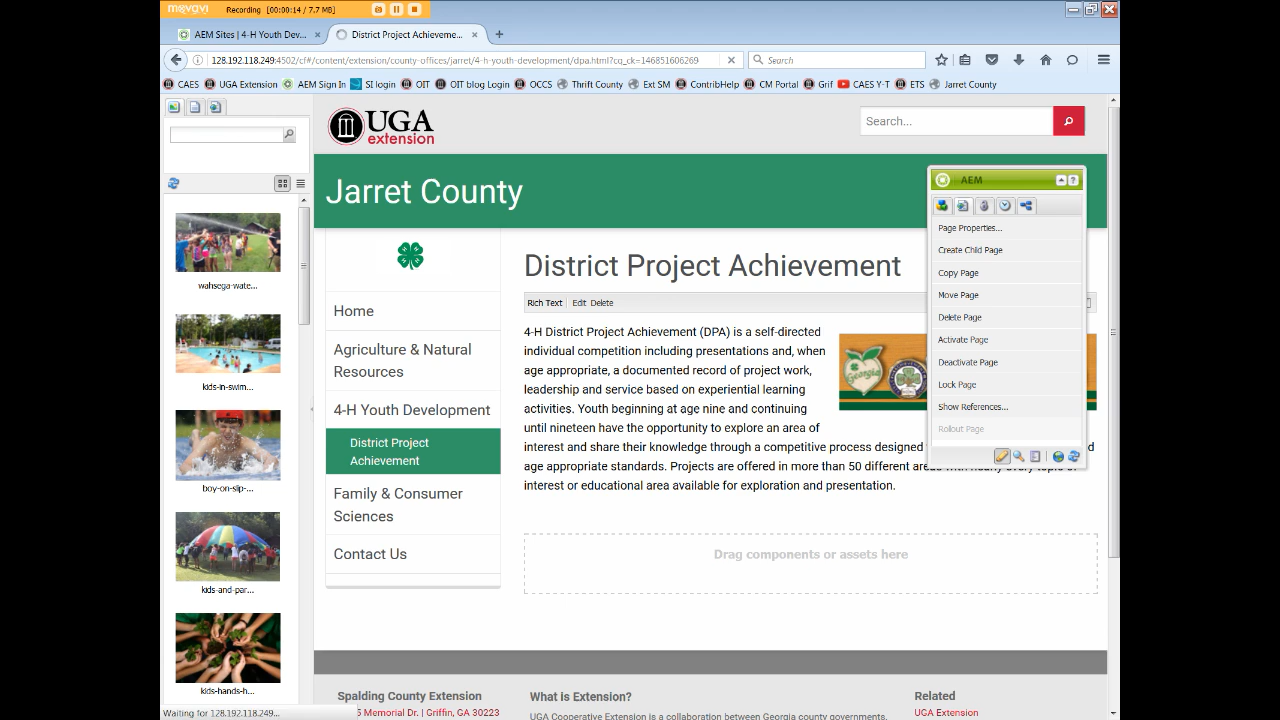 movavi Recording [00:00:14 / 7.7 MB]
AEM Sites | 4-H Youth Dev... × District Project Achieveme... × +
128.192.118.249:4502/cf#/content/extension/county-offices/jarret/4-h-youth-development/dpa.html?cq_ck=146851606269
Search
CAES UGA Extension AEM Sign In SI login OIT OIT blog Login OCCS Thrift County Ext SM ContribHelp CM Portal Grif CAES Y-T ETS Jarret County
UGA
extension
Search...
Jarret County
AEM
Page Properties...
Create Child Page
Copy Page
Move Page
Delete Page
Activate Page
Deactivate Page
Lock Page
Show References...
Rollout Page
wahsega-wate...
kids-in-swim...
boy-on-slip-...
kids-and-par...
kids-hands-h...
Home
Agriculture & Natural
Resources
4-H Youth Development
District Project
Achievement
Family & Consumer
Sciences
Contact Us
District Project Achievement
Rich Text Edit Delete
4-H District Project Achievement (DPA) is a self-directed
individual competition including presentations and, when
age appropriate, a documented record of project work,
leadership and service based on experiential learning
activities. Youth beginning at age nine and continuing
until nineteen have the opportunity to explore an area of
interest and share their knowledge through a competitive process designed
age appropriate standards. Projects are offered in more than 50 different areas with nearly every topic of
interest or educational area available for exploration and presentation.
Georgia
Drag components or assets here
Spalding County Extension
5 Memorial Dr. | Griffin, GA 30223
What is Extension?
UGA Cooperative Extension is a collaboration between Georgia county governments,
Related
UGA Extension
Waiting for 128.192.118.249...